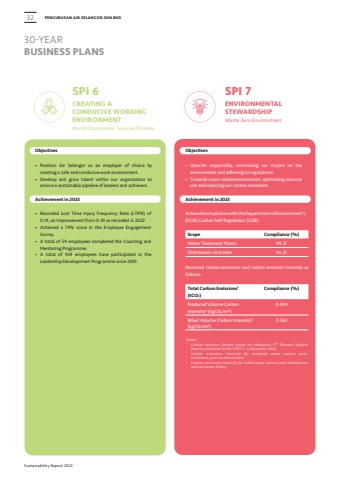 32
PENGURUSAN AIR SELANGOR SDN BHD
30-YEAR
BUSINESS PLANS
SPI 6
CREATING A
CONDUCIVE WORKING
ENVIRONMENT
World-Class Water Services Provider
Objectives
• Position Air Selangor as an employer of choice by
creating a safe and conducive work environment.
• Develop and grow talent within our organisation to
ensure a sustainable pipeline of leaders and achievers.
Achievement in 2023
• Recorded Lost Time Injury Frequency Rate (LTIFR) of
0.19, an improvement from 0.39 as recorded in 2022.
• Achieved a 74% score in the Employee Engagement
Survey.
• A total of 59 employees completed the Coaching and
Mentoring Programme.
• A total of 929 employees have participated in the
Leadership Development Programme since 2019.
SPI 7
ENVIRONMENTAL
STEWARDSHIP
Waste Zero Environment
Objectives
• Operate responsibly, minimising our impact on the
environment and adhering to regulations.
• Towards a zero-waste environment, optimising resource
use and reducing our carbon emissions.
Achievement in 2023
Achieved compliance with the Department of Environment's
(DOE) Guided Self-Regulation (GSR):
Scope Compliance (%)
Water Treatment Plants 94.21
Distribution Activities
Recorded carbon emissions and carbon emission intensity as
follows:
Total Carbon Emissions¹ Compliance (%)
(tCO₂)
Produced Volume Carbon 0.404
Intensity² (kgCO₂/m³)
Billed Volume Carbon Intensity³
(kgCO₂/m³)
Notes:
¹ Carbon emission factors based on Malaysia's 4th Biennial Update
Report submitted to the UNFCC in December 2022.
² Carbon emissions intensity for produced water volume post-
treatment, prior to distribution.
³ Carbon emissions intensity for billed water volume post-distribution
and consumer billing.
Sustainability Report 2023